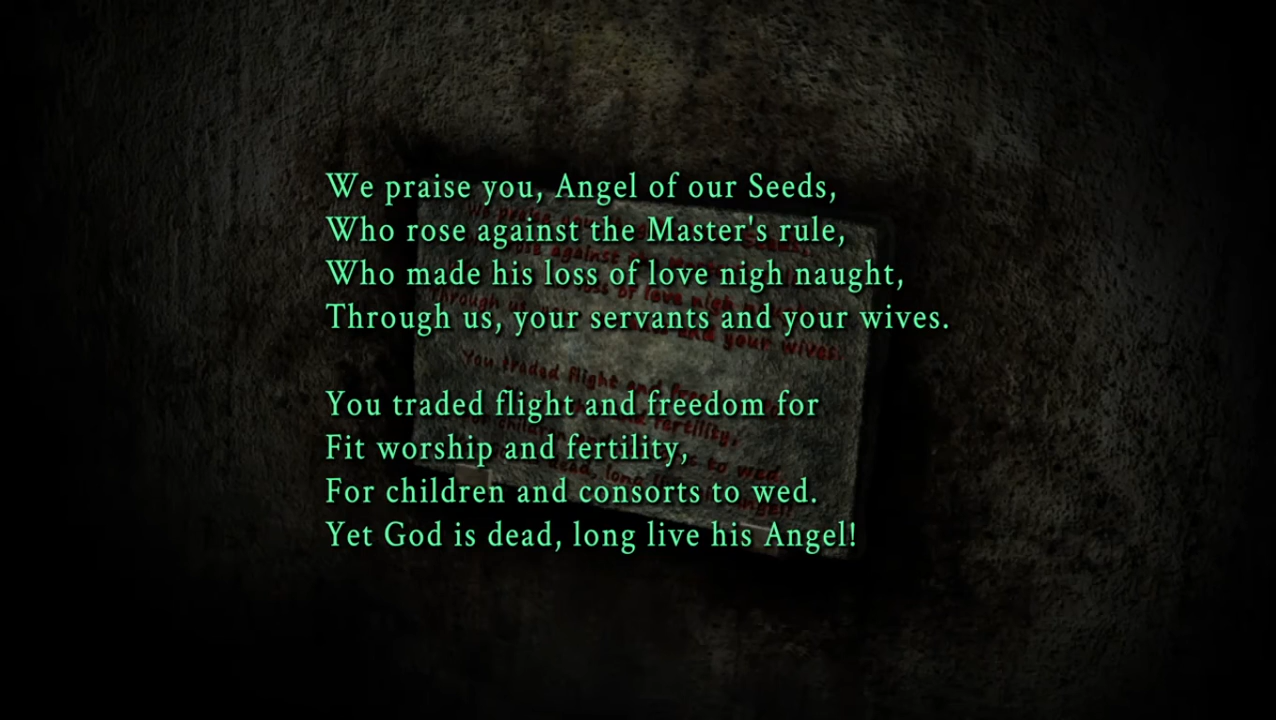 We praise you, Angel of our Seeds,
Who rose against the Master's rule,
Who made his loss of love nigh naught,
Through us, your servants and your wives.
You traded flight and freedom for
Fit worship and fertility,
For children and consorts to wed.
Yet God is dead, long live his Angel!